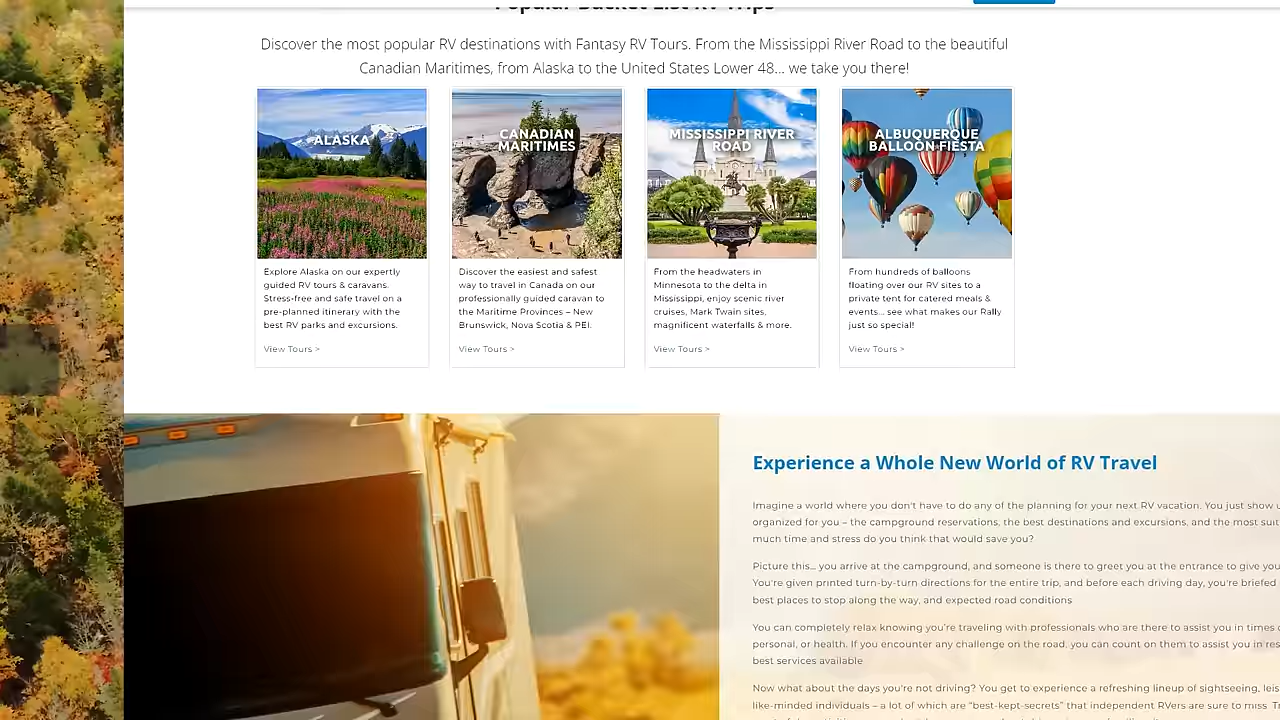 Popular Bucket List RV Trips
Discover the most popular RV destinations with Fantasy RV Tours. From the Mississippi River Road to the beautiful
Canadian Maritimes, from Alaska to the United States Lower 48... we take you there!
ALASKA
Explore Alaska on our expertly
guided RV tours & caravans.
Stress-free and safe travel on a
pre-planned itinerary with the
best RV parks and excursions.
View Tours >
CANADIAN
MARITIMES
Discover the easiest and safest
way to travel in Canada on our
professionally guided caravan to
the Maritime Provinces – New
Brunswick, Nova Scotia & PEI.
View Tours >
MISSISSIPPI RIVER
ROAD
From the headwaters in
Minnesota to the delta in
Mississippi, enjoy scenic river
cruises, Mark Twain sites,
magnificent waterfalls & more.
View Tours >
ALBUQUERQUE
BALLOON FIESTA
From hundreds of balloons
floating over our RV sites to a
private tent for catered meals &
events... see what makes our Rally
just so special!
View Tours >
Experience a Whole New World of RV Travel
Imagine a world where you don't have to do any of the planning for your next RV vacation. You just show
organized for you – the campground reservations, the best destinations and excursions, and the most
much time and stress do you think that would save you?
Picture this... you arrive at the campground, and someone is there to greet you at the entrance to give you
You're given printed turn-by-turn directions for the entire trip, and before each driving day, you're briefed
best places to stop along the way, and expected road conditions
You can completely relax knowing you're traveling with professionals who are there to assist you in times
personal, or health. If you encounter any challenge on the road, you can count on them to assist you in
best services available
Now what about the days you're not driving? You get to experience a refreshing lineup of sightseeing,
like-minded individuals – a lot of which are "best-kept-secrets" that independent RVers are sure to miss.